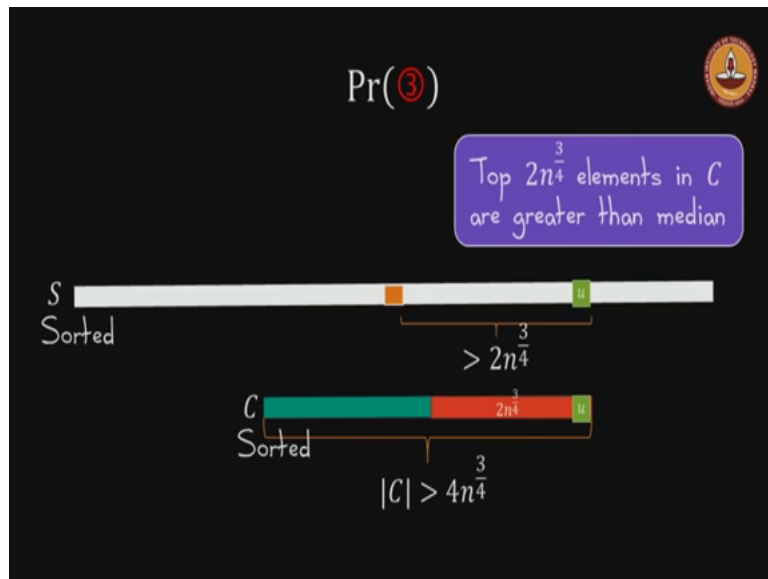 Pr(③)
Top 2n^{3/4} elements in C
are greater than median
S
u
Sorted
> 2n^{3/4}
C
2n^{3/4}
u
Sorted
|C| > 4n^{3/4}